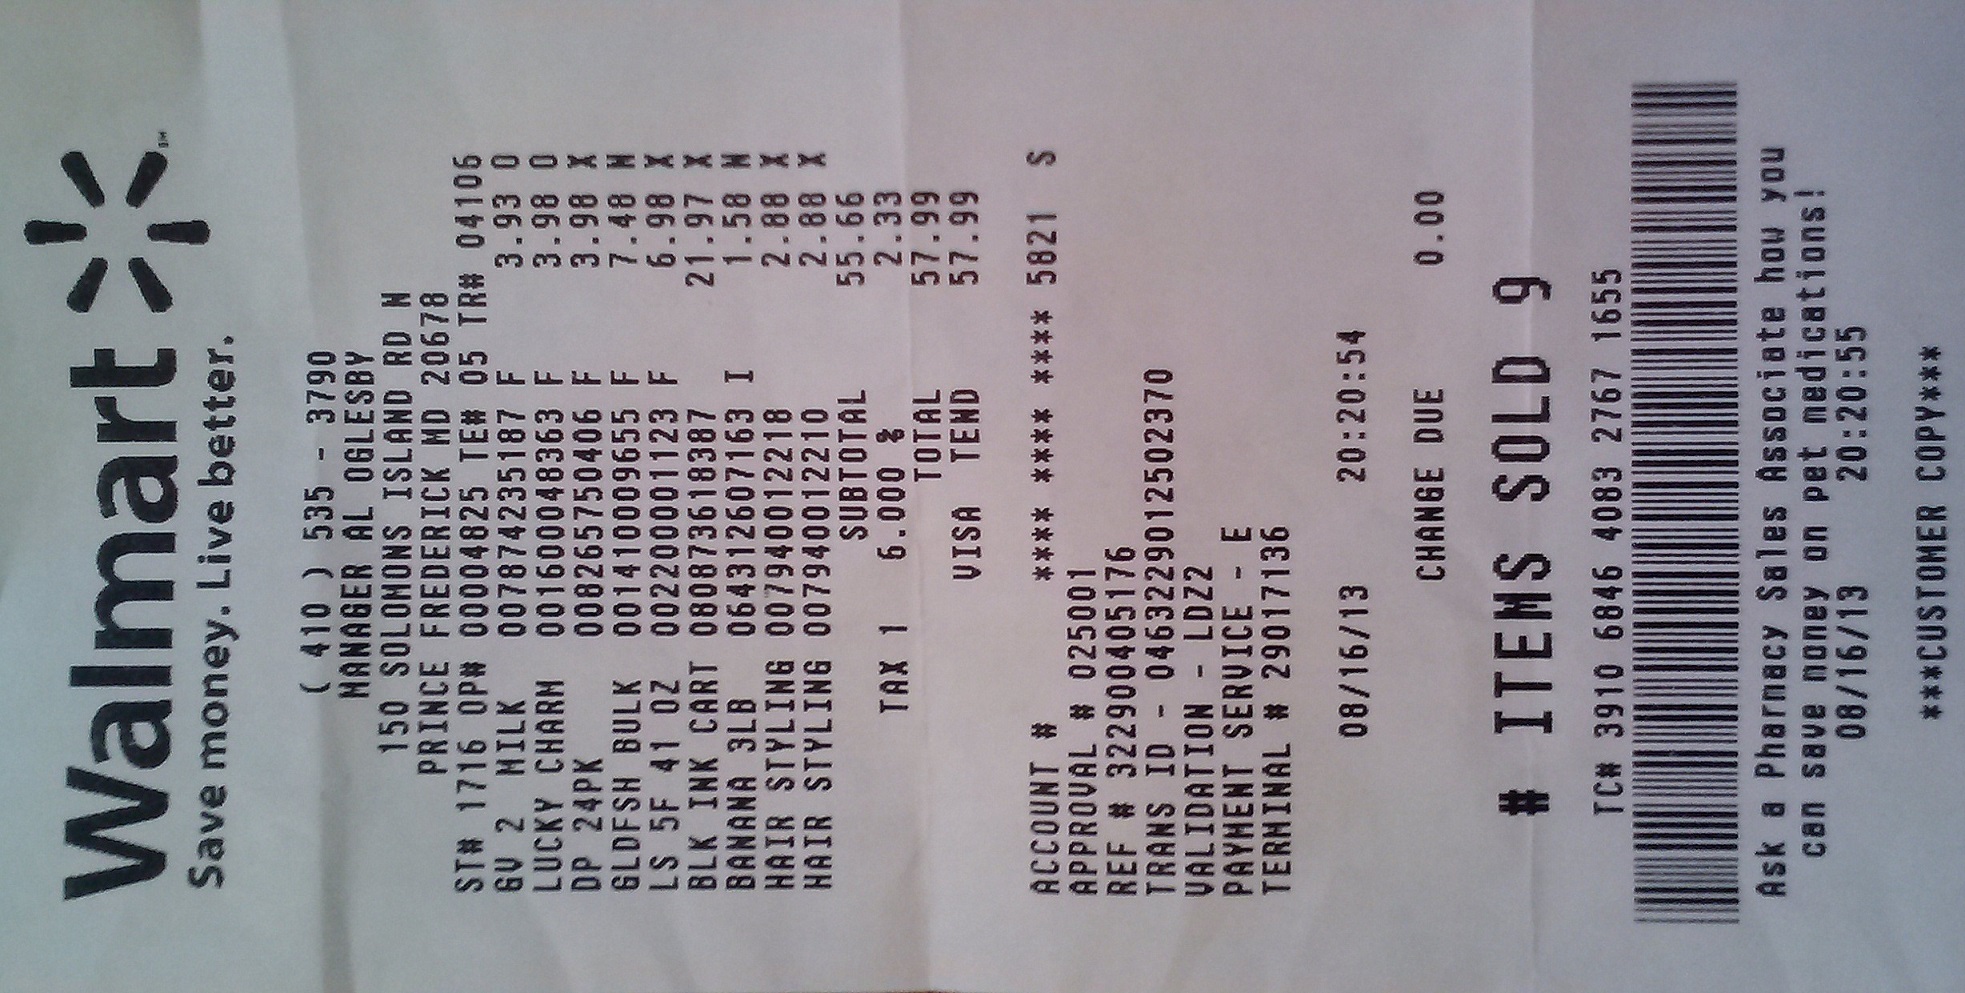 Walmart
Save money. Live better.
( 410 ) 535 - 3790
MANAGER AL OGLESBY
150 SOLOMONS ISLAND RD N
PRINCE FREDERICK MD 20678
ST# 1716 OP# 00004825 TE# 05 TR# 04106
GV 2 MILK 007874235187 F 3.93 O
LUCKY CHARM 001600048363 F 3.98 O
DP 24PK 008265750406 F 3.98 X
GLDFSH BULK 001410009655 F 7.48 N
LS 5F 41 OZ 002200001123 F 6.98 X
BLK INK CART 080873618387 21.97 X
BANANA 3LB 064312607163 I 1.58 N
HAIR STYLING 007940012218 2.88 X
HAIR STYLING 007940012210 2.88 X
SUBTOTAL 55.66
TAX 1 6.000 % 2.33
TOTAL 57.99
VISA TEND 57.99
ACCOUNT # **** **** **** 5821 S
APPROVAL # 025001
REF # 322900405176
TRANS ID - 0463229012502370
VALIDATION - LDZ2
PAYMENT SERVICE - E
TERMINAL # 29017136
08/16/13 20:20:54
CHANGE DUE 0.00
# ITEMS SOLD 9
TC# 3910 6846 4083 2767 1655
Ask a Pharmacy Sales Associate how you
can save money on pet medications!
08/16/13 20:20:55
***CUSTOMER COPY***